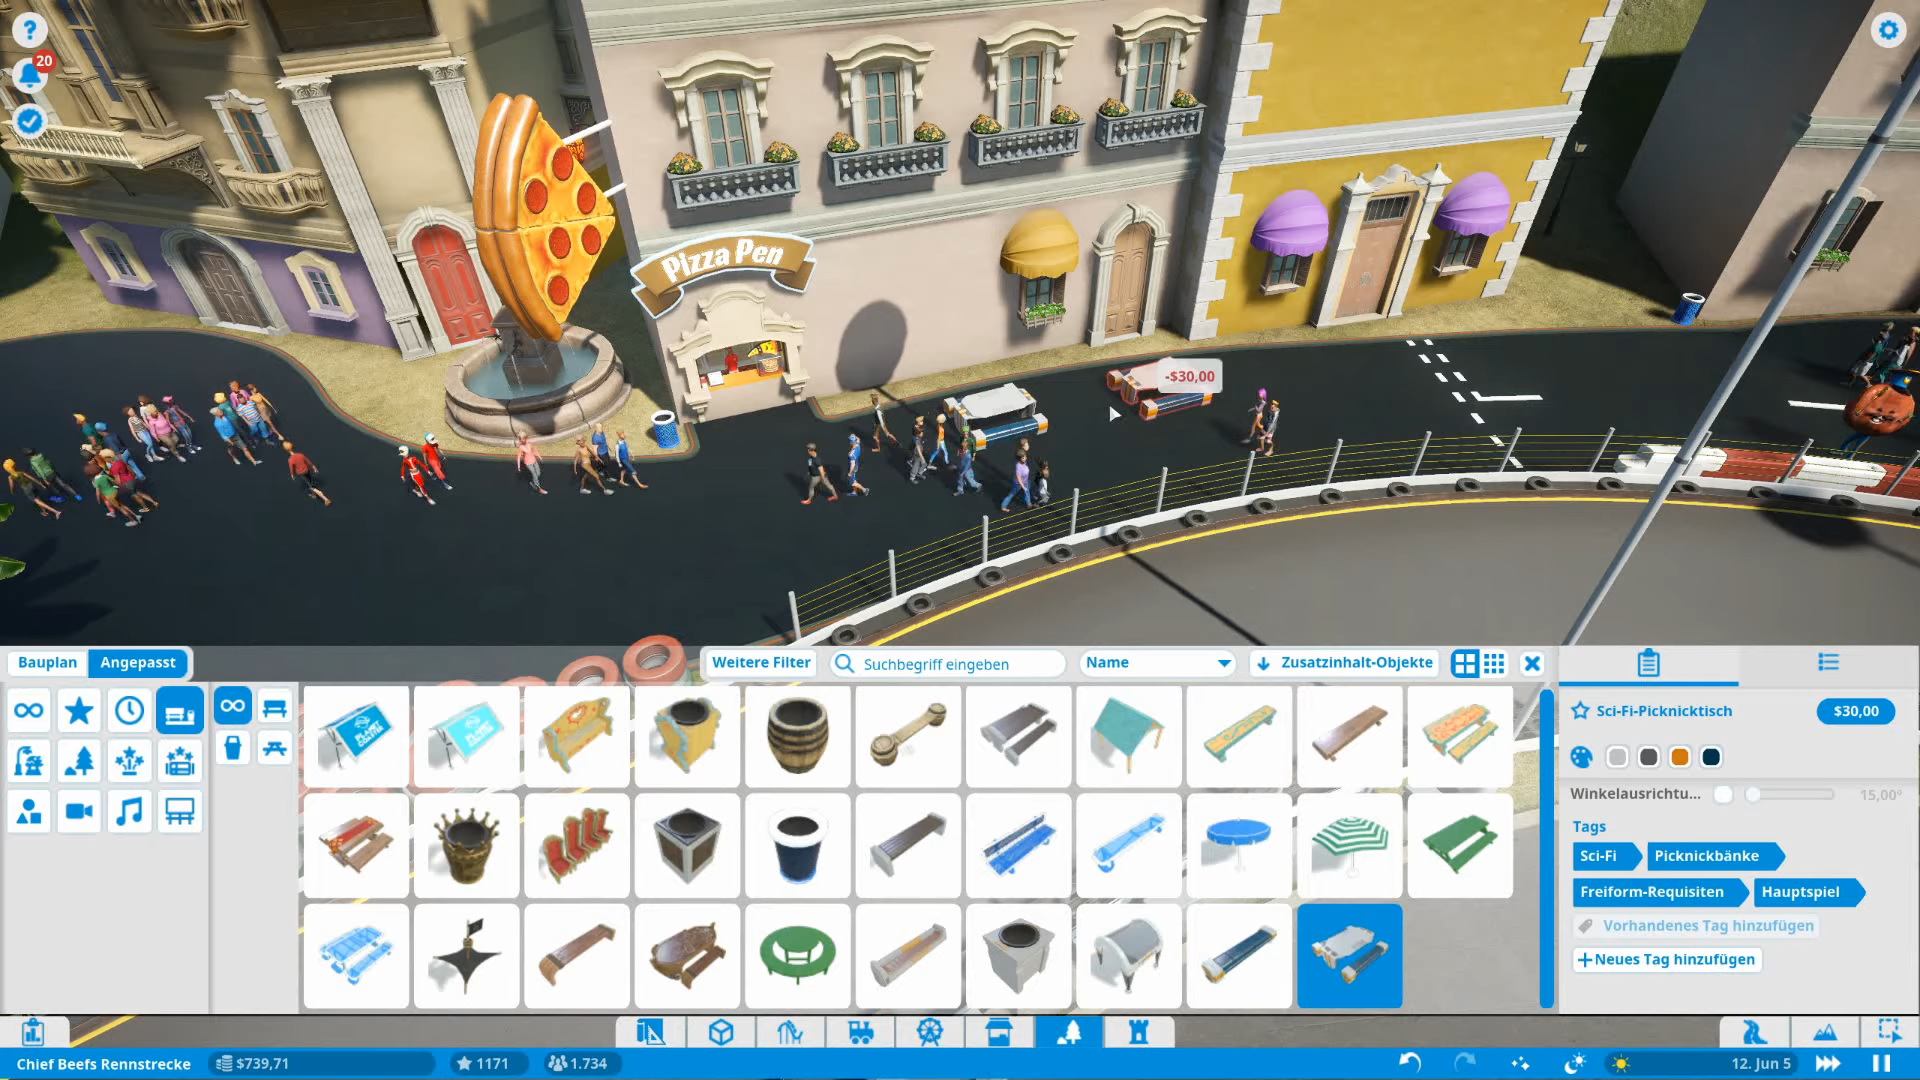 ?
20
Pizza Pen
-$30,00
Bauplan
Angepasst
Weitere Filter
Suchbegriff eingeben
Name
Zusatzinhalt-Objekte
PLANET COASTER
Sci-Fi-Picknicktisch
$30,00
Winkelausrichtu...
15,00°
Tags
Sci-Fi
Picknickbänke
Freiform-Requisiten
Hauptspiel
Vorhandenes Tag hinzufügen
+Neues Tag hinzufügen
Chief Beefs Rennstrecke
$739,71
1171
1.734
12. Jun 5